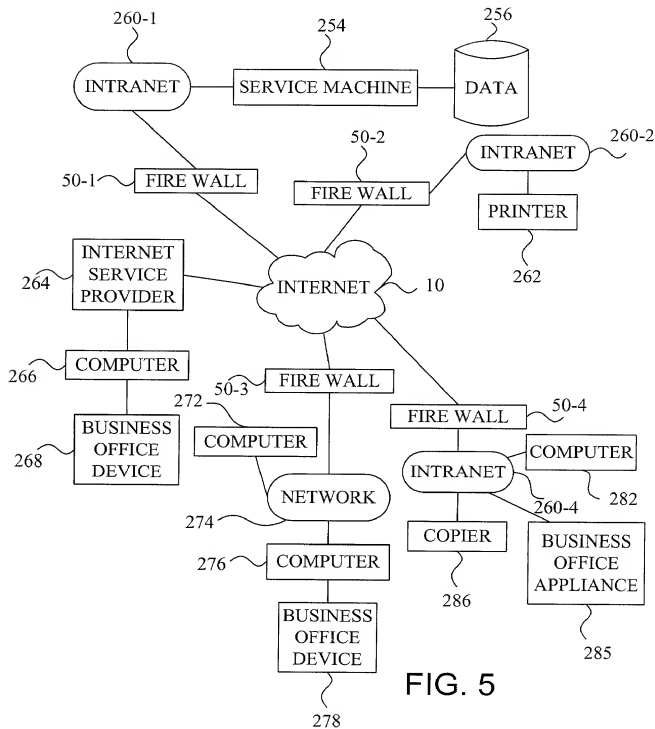 260-1
254
256
INTRANET
SERVICE MACHINE
DATA
50-2
260-2
INTRANET
50-1
FIRE WALL
FIRE WALL
PRINTER
262
INTERNET
SERVICE
PROVIDER
264
INTERNET
10
COMPUTER
266
50-3
FIRE WALL
272
50-4
FIRE WALL
BUSINESS
OFFICE
DEVICE
268
COMPUTER
COMPUTER
282
INTRANET
260-4
NETWORK
274
COPIER
286
BUSINESS
OFFICE
APPLIANCE
285
276
COMPUTER
BUSINESS
OFFICE
DEVICE
278
FIG. 5